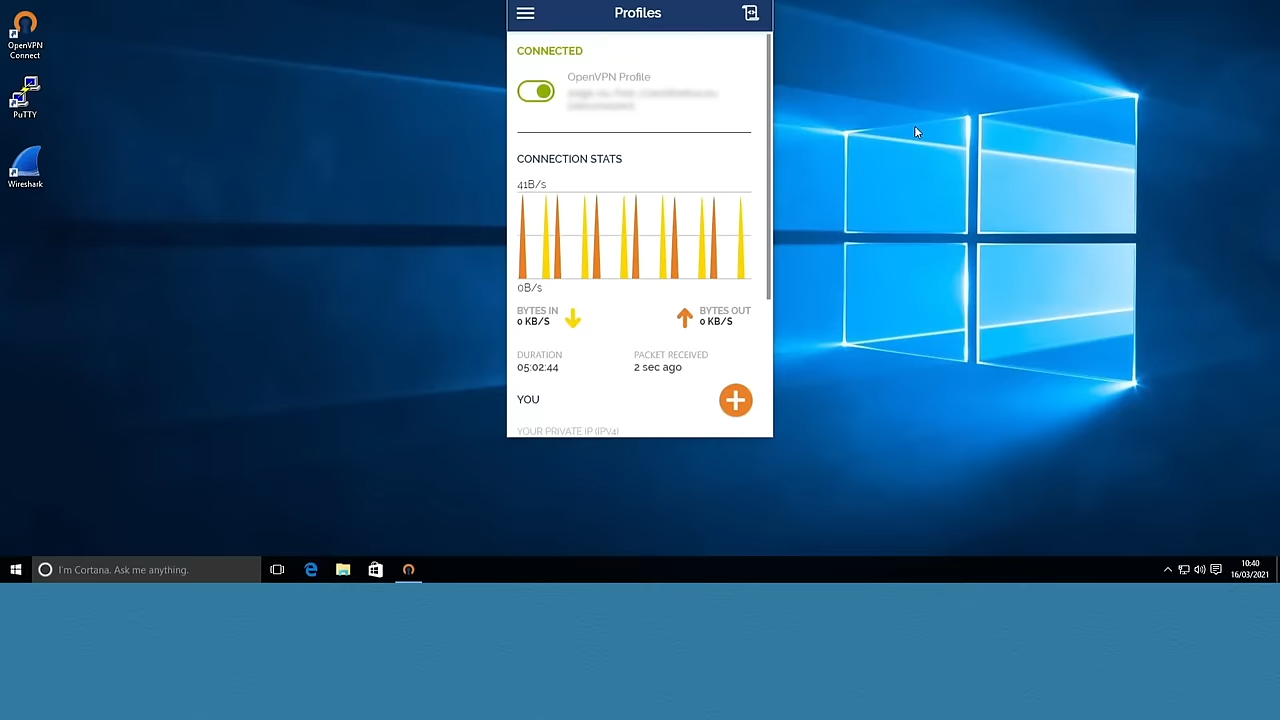 OpenVPN
Connect
PuTTY
Wireshark
Profiles
CONNECTED
OpenVPN Profile
CONNECTION STATS
41B/s
0B/s
BYTES IN
0 KB/S
BYTES OUT
0 KB/S
DURATION
05:02:44
PACKET RECEIVED
2 sec ago
YOU
YOUR PRIVATE IP (IPV4)
I'm Cortana. Ask me anything.
10:40
16/03/2021